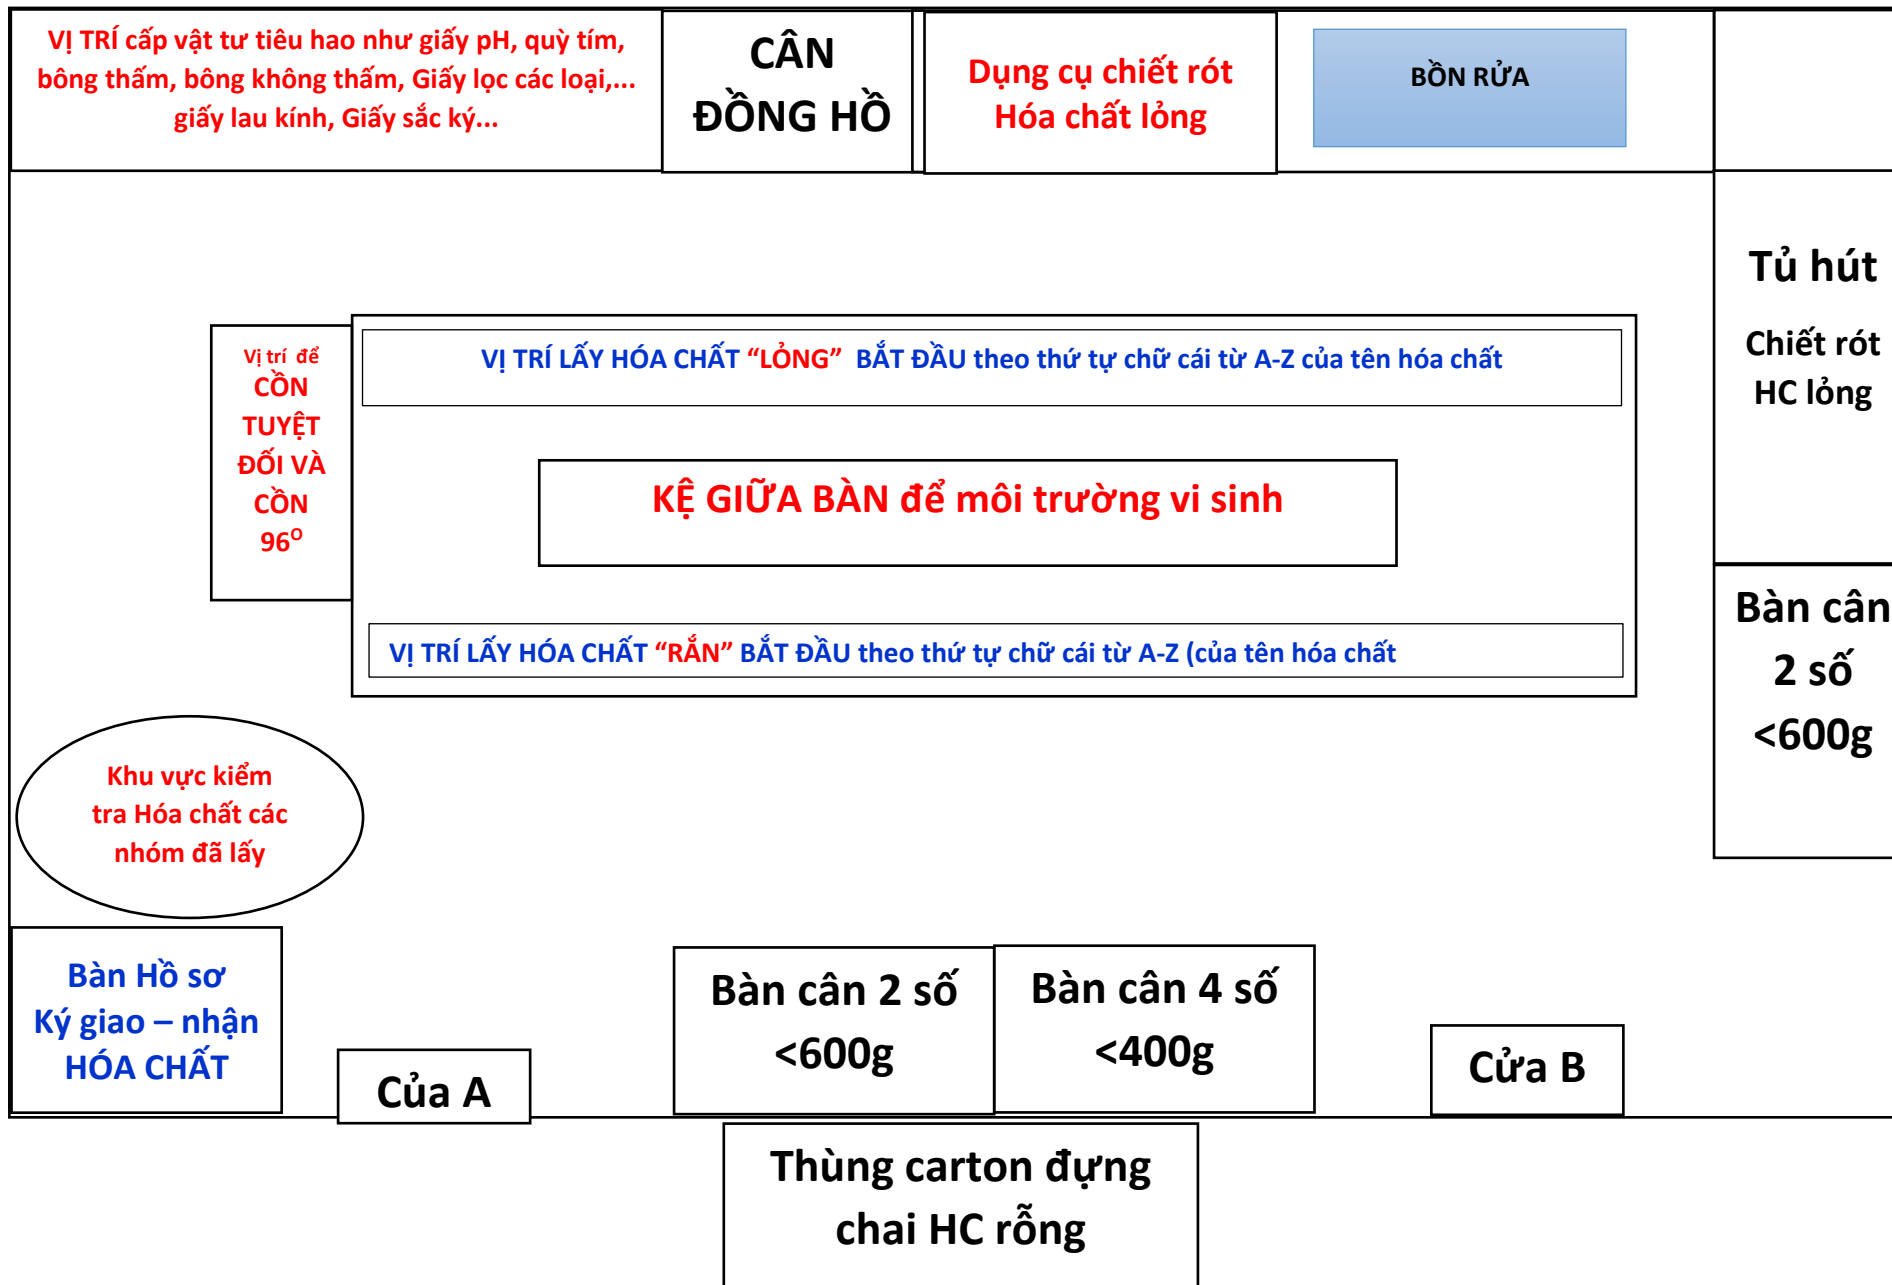 VỊ TRÍ cấp vật tư tiêu hao như giấy pH, quỳ tím,
bông thấm, bông không thấm, Giấy lọc các loại,...
giấy lau kính, Giấy sắc ký...
CÂN
ĐỒNG HỒ
Dụng cụ chiết rót
Hóa chất lỏng
BỒN RỬA
Tủ hút
Chiết rót
HC lỏng
Vị trí để
CỒN
TUYỆT
ĐỐI VÀ
CỒN
96O
VỊ TRÍ LẤY HÓA CHẤT “LỎNG” BẮT ĐẦU theo thứ tự chữ cái từ A-Z của tên hóa chất
KỆ GIỮA BÀN để môi trường vi sinh
VỊ TRÍ LẤY HÓA CHẤT “RẮN” BẮT ĐẦU theo thứ tự chữ cái từ A-Z (của tên hóa chất
Bàn cân
2 số
<600g
Khu vực kiểm
tra Hóa chất các
nhóm đã lấy
Bàn Hồ sơ
Ký giao – nhận
HÓA CHẤT
Của A
Bàn cân 2 số
<600g
Bàn cân 4 số
<400g
Cửa B
Thùng carton đựng
chai HC rỗng